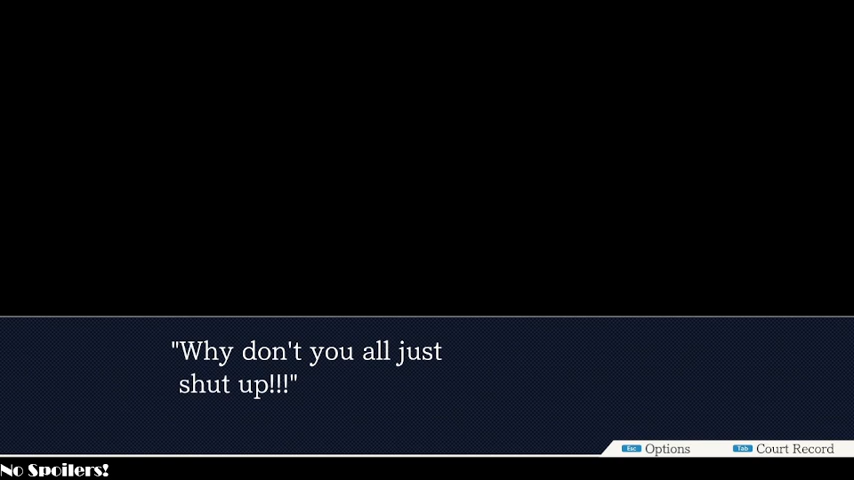 "Why don't you all just
shut up!!!"
Esc Options Tab Court Record
No Spoilers!